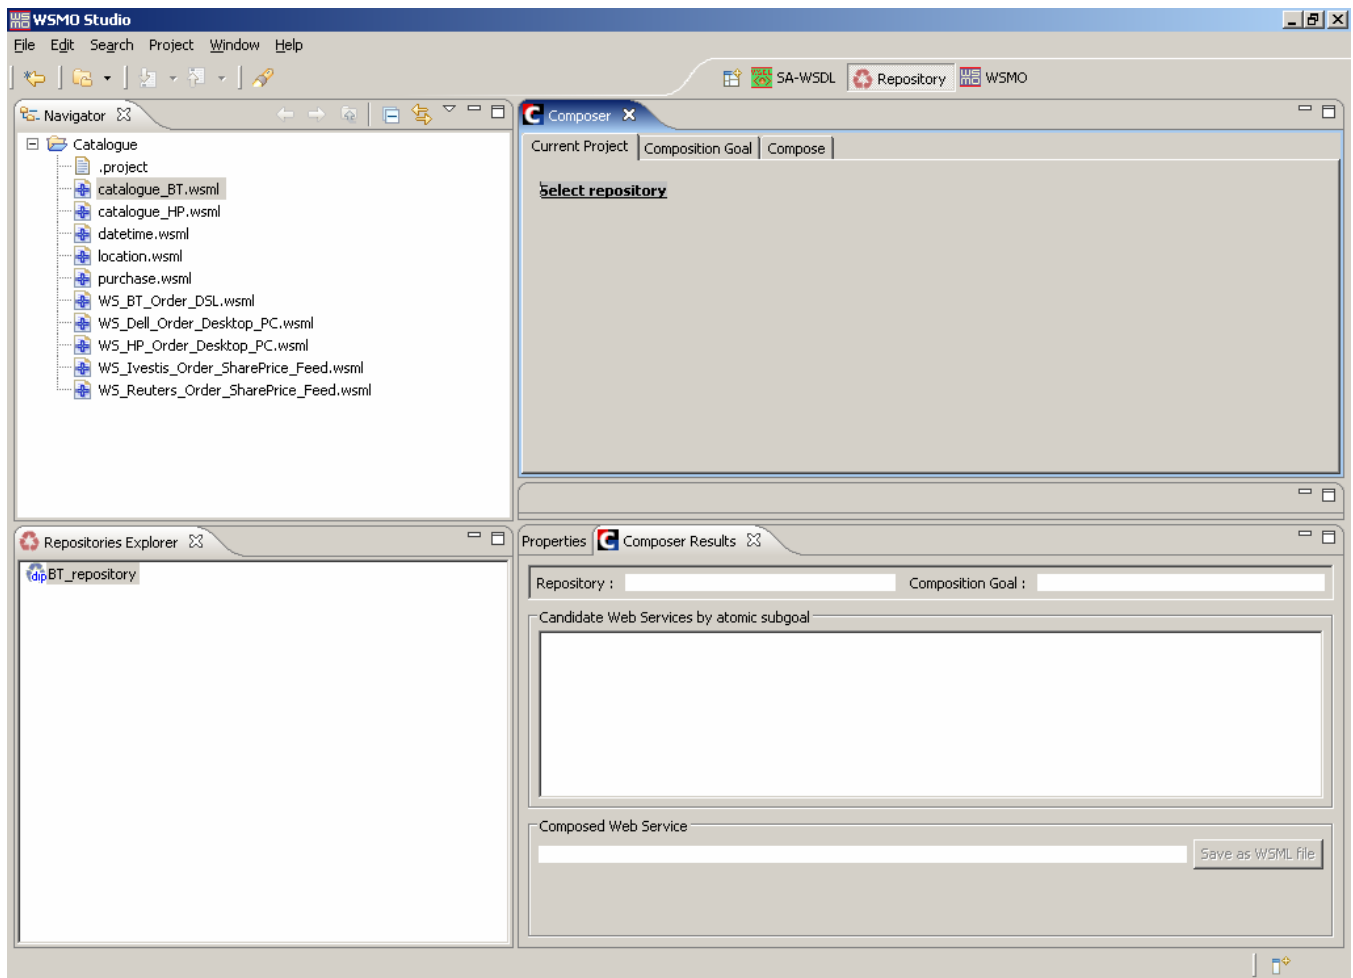 WSMO Studio
File Edit Search Project Window Help
SA-WSDL Repository WSMO
Navigator
Catalogue
.project
catalogue_BT.wsml
catalogue_HP.wsml
datetime.wsml
location.wsml
purchase.wsml
WS_BT_Order_DSL.wsml
WS_Dell_Order_Desktop_PC.wsml
WS_HP_Order_Desktop_PC.wsml
WS_Ivestis_Order_SharePrice_Feed.wsml
WS_Reuters_Order_SharePrice_Feed.wsml
Composer
Current Project Composition Goal Compose
Select repository
Repositories Explorer
BT_repository
Properties Composer Results
Repository : Composition Goal :
Candidate Web Services by atomic subgoal
Composed Web Service
Save as WSML file